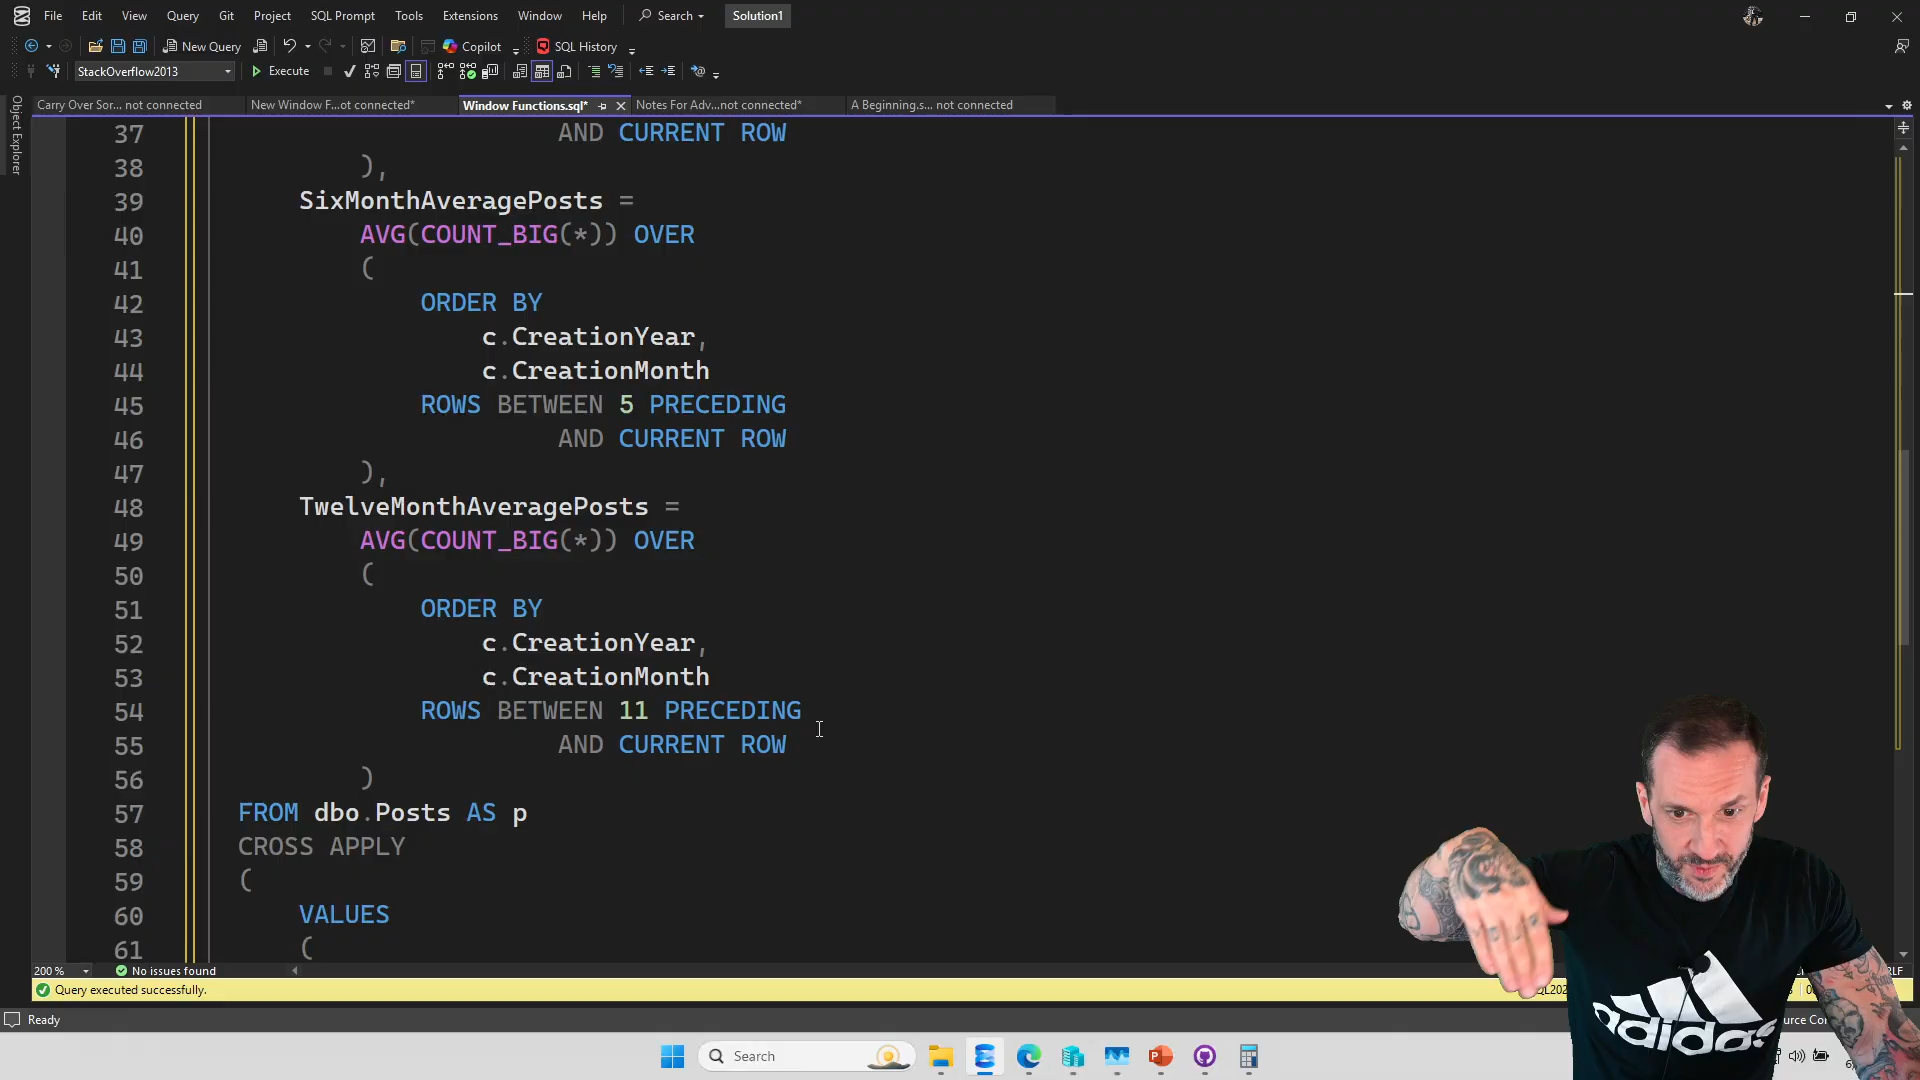 File Edit View Query Git Project SQL Prompt Tools Extensions Window Help Search Solution1
New Query Copilot SQL History
StackOverflow2013 Execute
Carry Over Sor... not connected New Window F...ot connected* Window Functions.sql* Notes For Adv...not connected* A Beginning.s... not connected
Object Explorer
37 AND CURRENT ROW
38 ),
39 SixMonthAveragePosts =
40 AVG(COUNT_BIG(*)) OVER
41 (
42 ORDER BY
43 c.CreationYear,
44 c.CreationMonth
45 ROWS BETWEEN 5 PRECEDING
46 AND CURRENT ROW
47 ),
48 TwelveMonthAveragePosts =
49 AVG(COUNT_BIG(*)) OVER
50 (
51 ORDER BY
52 c.CreationYear,
53 c.CreationMonth
54 ROWS BETWEEN 11 PRECEDING
55 AND CURRENT ROW
56 )
57 FROM dbo.Posts AS p
58 CROSS APPLY
59 (
60 VALUES
61 (
200 % No issues found
Query executed successfully.
Ready
Search
adidas